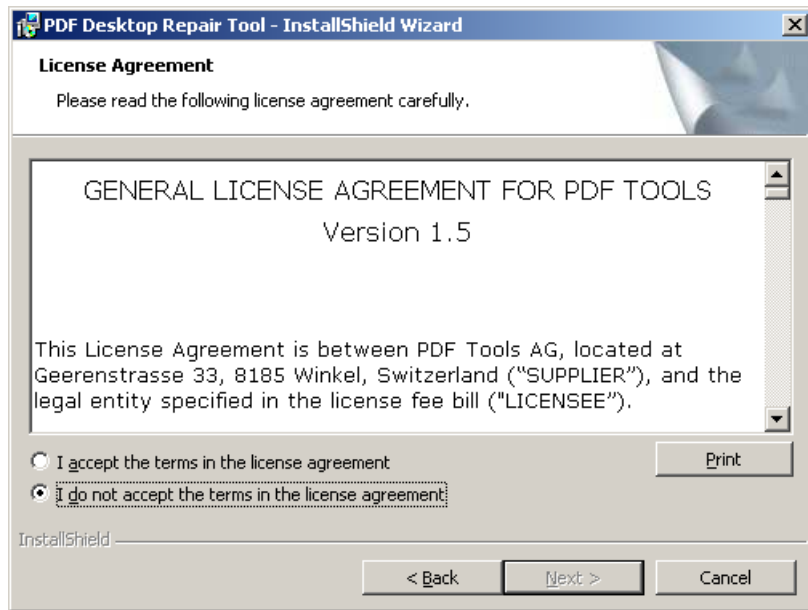 PDF Desktop Repair Tool - InstallShield Wizard
License Agreement
Please read the following license agreement carefully.
GENERAL LICENSE AGREEMENT FOR PDF TOOLS
Version 1.5
This License Agreement is between PDF Tools AG, located at
Geerenstrasse 33, 8185 Winkel, Switzerland (“SUPPLIER”), and the
legal entity specified in the license fee bill ("LICENSEE”).
I accept the terms in the license agreement
Print
I do not accept the terms in the license agreement
InstallShield
< Back
Next >
Cancel